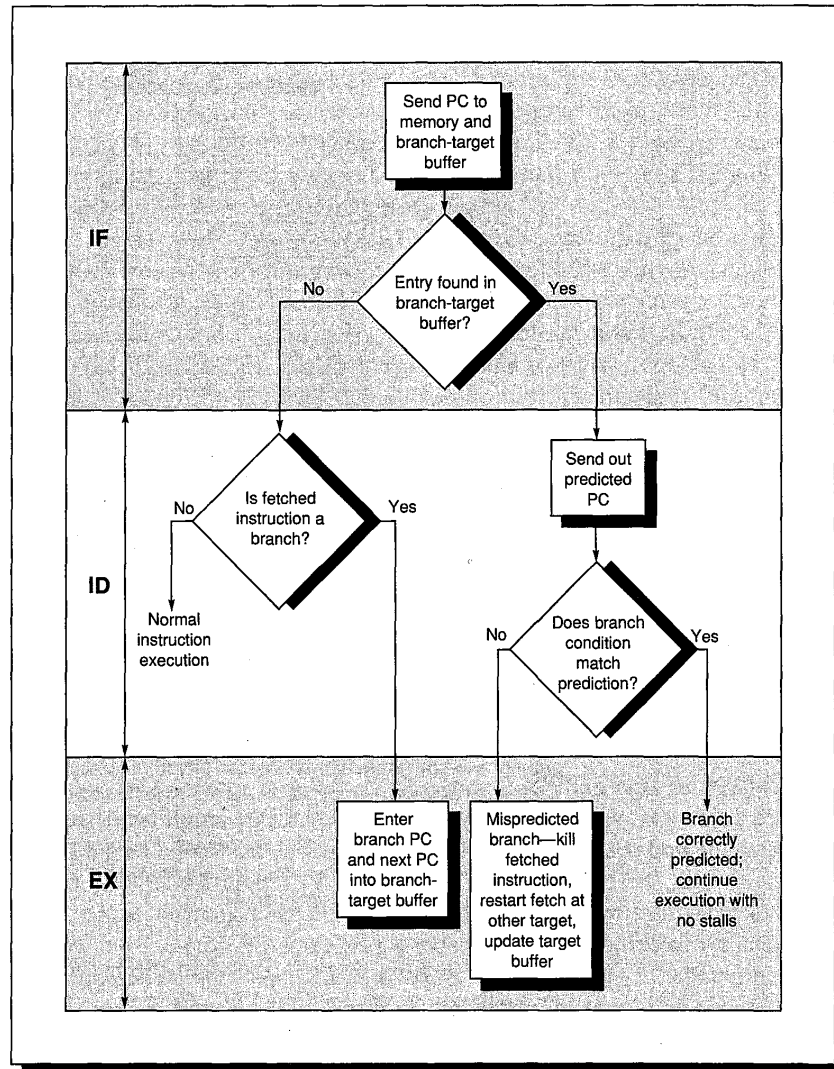 Send PC to
memory and
branch-target
buffer
IF
No
Entry found in
branch-target
buffer?
Yes
Send out
predicted
PC
No
Is fetched
instruction a
branch?
Yes
ID
Normal
instruction
execution
No
Does branch
condition
match
prediction?
Yes
EX
Enter
branch PC
and next PC
into branch-
target buffer
Mispredicted
branch—kill
fetched
instruction,
restart fetch at
other target,
update target
buffer
Branch
correctly
predicted;
continue
execution with
no stalls